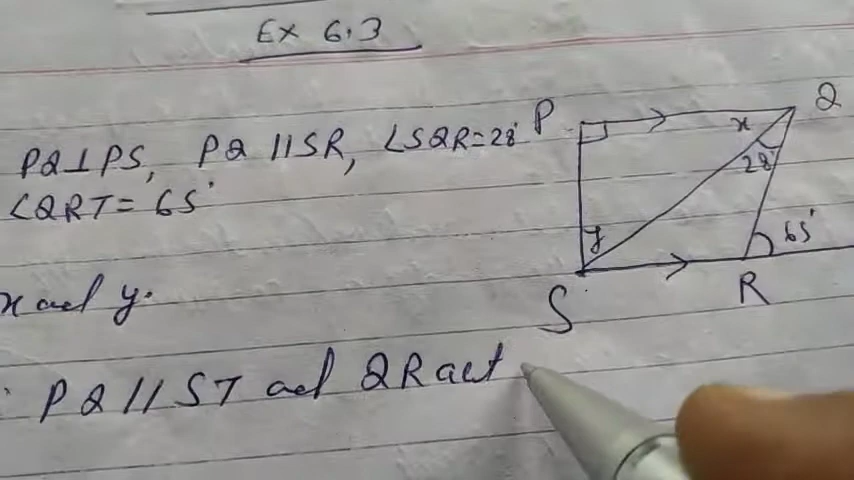 Ex 6.3
PQ⊥PS, PQ || SR, ∠SQR=28°
∠QRT= 65°
x and y.
: PQ // ST and QR act
P
Q
x
28°
y
65°
S
R